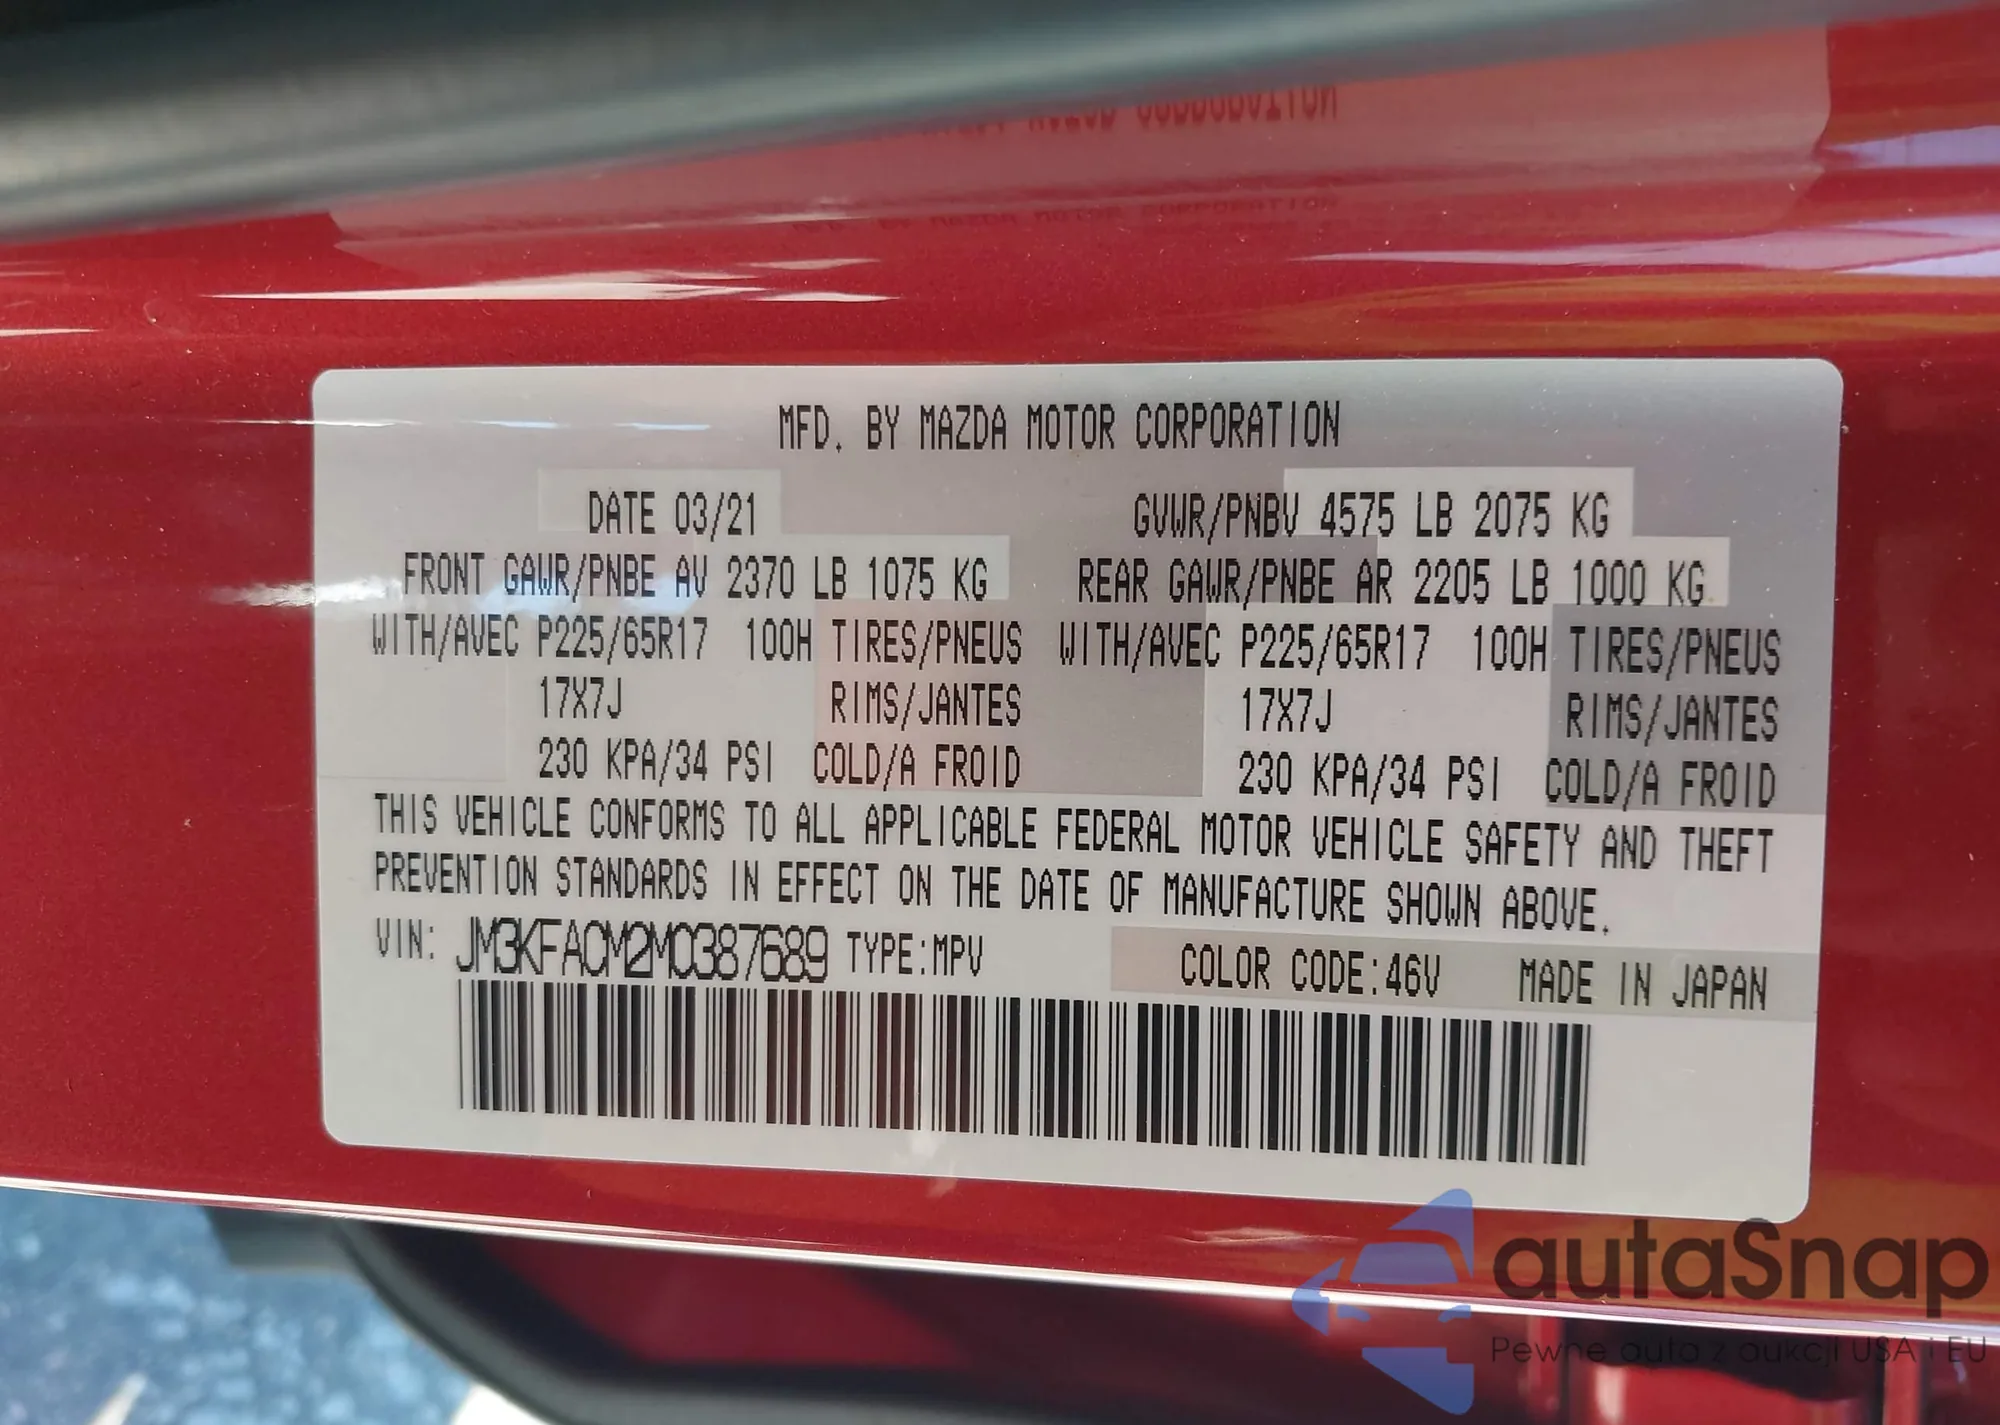 MFD. BY MAZDA MOTOR CORPORATION
DATE 03/21 GVWR/PNBV 4575 LB 2075 KG
FRONT GAWR/PNBE AV 2370 LB 1075 KG REAR GAWR/PNBE AR 2205 LB 1000 KG
WITH/AVEC P225/65R17 100H TIRES/PNEUS WITH/AVEC P225/65R17 100H TIRES/PNEUS
17X7J RIMS/JANTES 17X7J RIMS/JANTES
230 KPA/34 PSI COLD/A FROID 230 KPA/34 PSI COLD/A FROID
THIS VEHICLE CONFORMS TO ALL APPLICABLE FEDERAL MOTOR VEHICLE SAFETY AND THEFT
PREVENTION STANDARDS IN EFFECT ON THE DATE OF MANUFACTURE SHOWN ABOVE.
VIN: JM3KFACM2M0387689 TYPE:MPV COLOR CODE:46V MADE IN JAPAN
autaSnap
Pewne auta z aukcji USA i EU